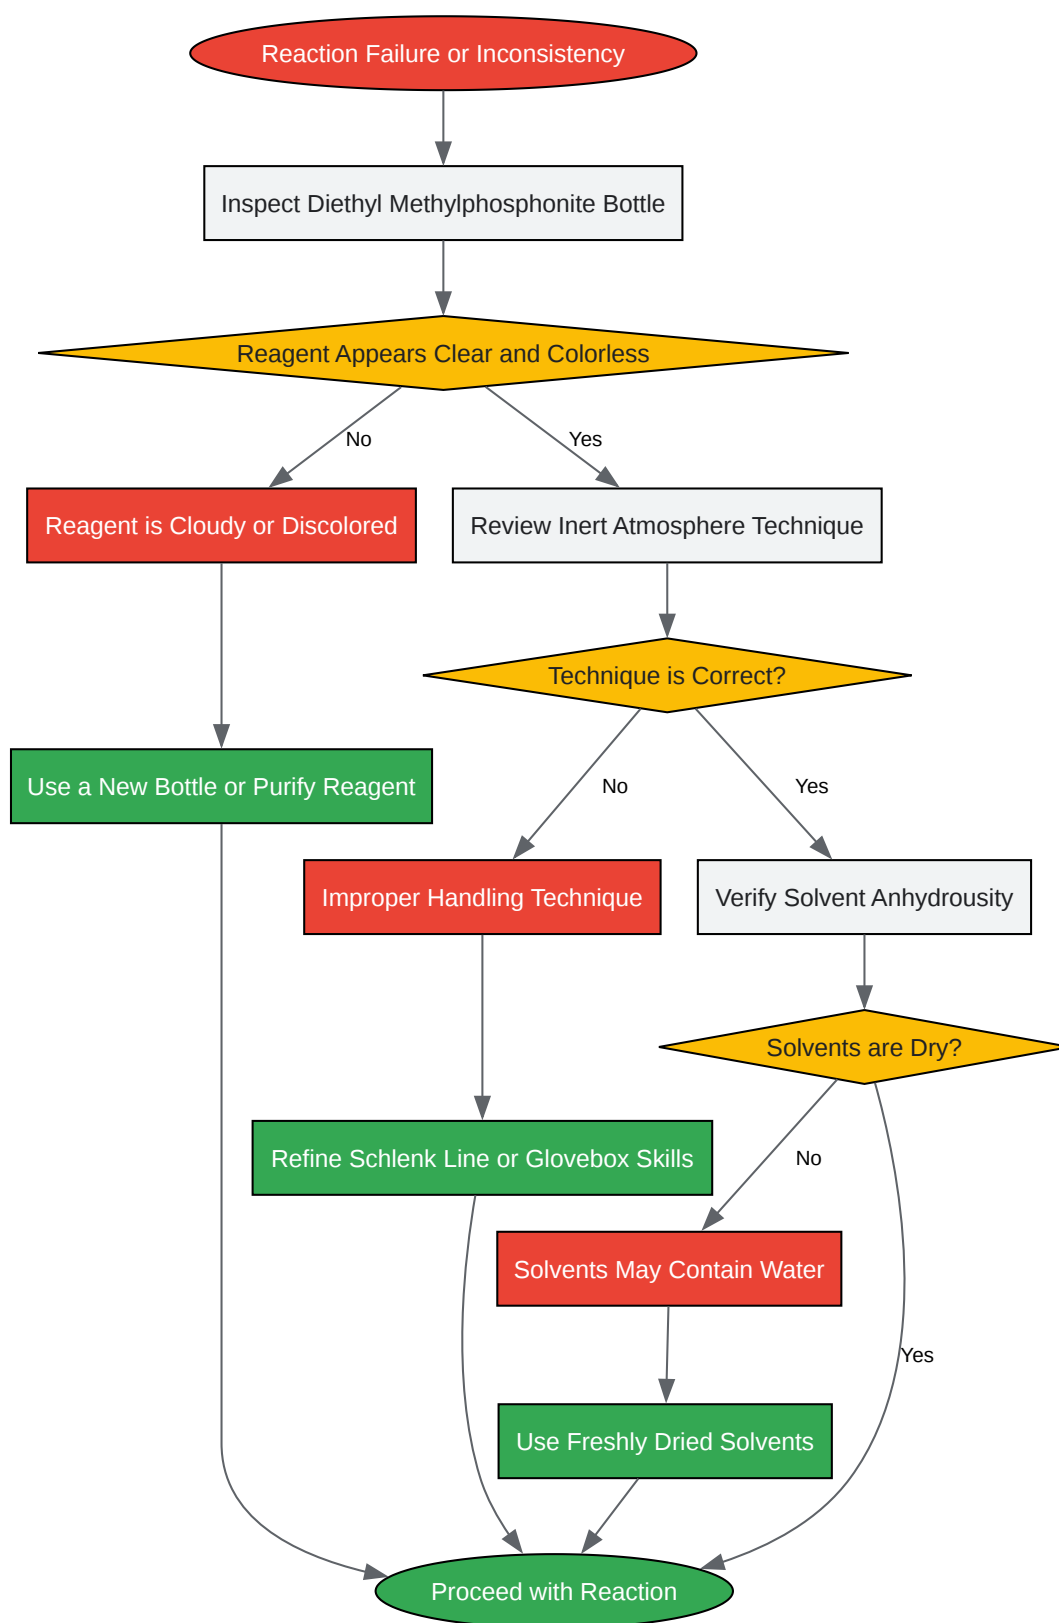 Reaction Failure or Inconsistency
Inspect Diethyl Methylphosphonite Bottle
Reagent Appears Clear and Colorless
No
Yes
Reagent is Cloudy or Discolored
Review Inert Atmosphere Technique
Technique is Correct?
Use a New Bottle or Purify Reagent
No
Yes
Improper Handling Technique
Verify Solvent Anhydrousity
Solvents are Dry?
Refine Schlenk Line or Glovebox Skills
No
Solvents May Contain Water
Yes
Use Freshly Dried Solvents
Proceed with Reaction